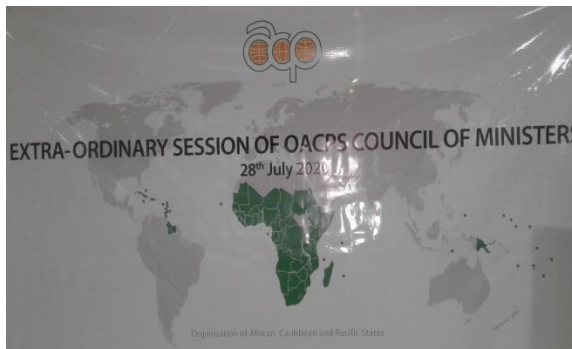 acp
EXTRA-ORDINARY SESSION OF OACPS COUNCIL OF MINISTERS
28th July 2020
Organisation of African, Caribbean and Pacific States